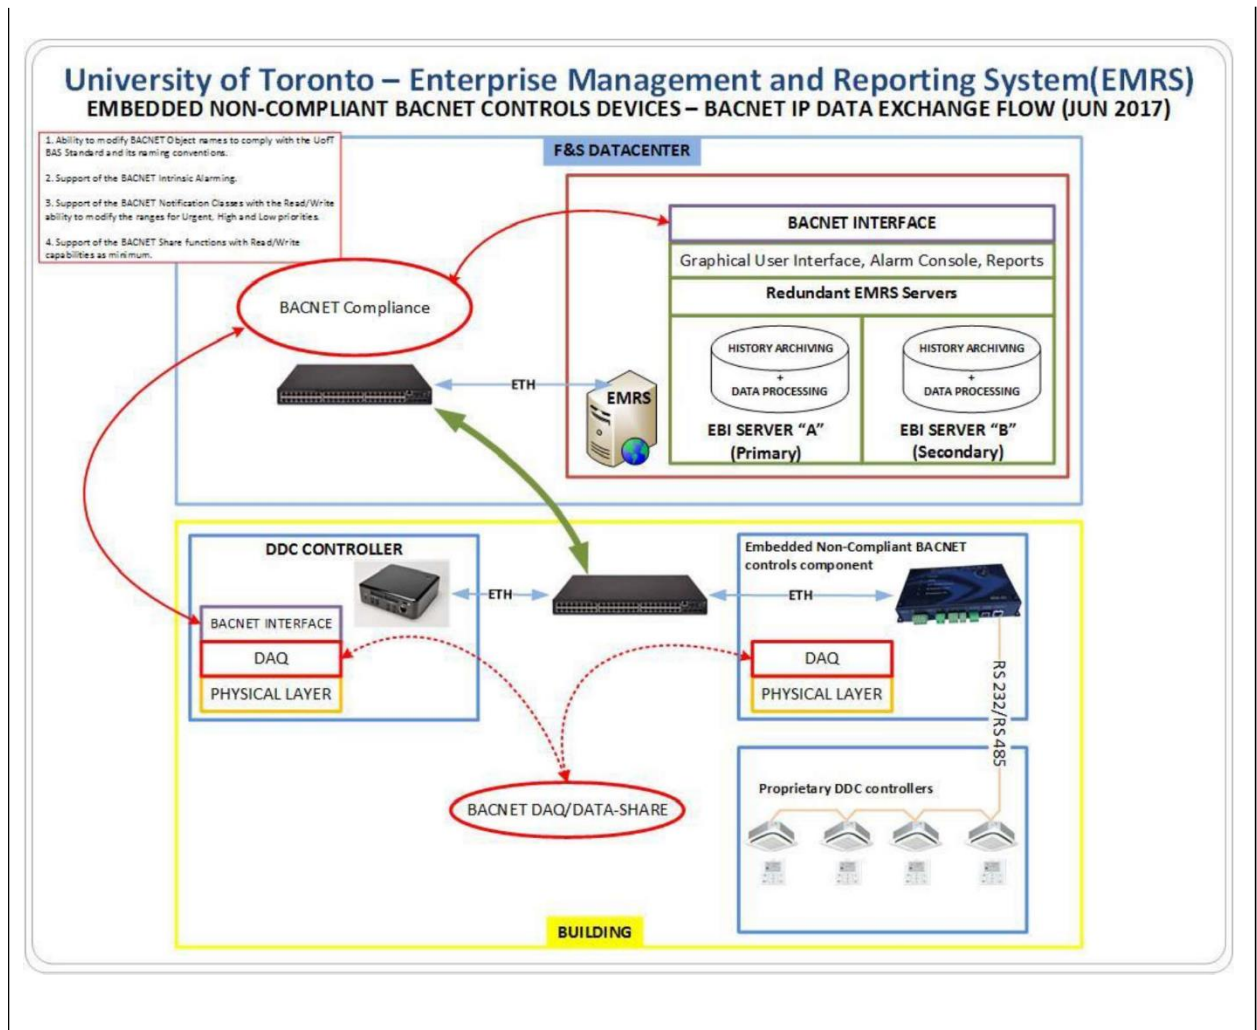 University of Toronto – Enterprise Management and Reporting System(EMRS)
EMBEDDED NON-COMPLIANT BACNET CONTROLS DEVICES – BACNET IP DATA EXCHANGE FLOW (JUN 2017)
1. Ability to modify BACNET Object names to comply with the UofT
BAS Standard and its naming conventions.
2. Support of the BACNET Intrinsic Alarming.
3. Support of the BACNET Notification Classes with the Read/Write
ability to modify the ranges for Urgent, High and Low priorities.
4. Support of the BACNET Share functions with Read/Write
capabilities as minimum.
F&S DATACENTER
BACNET INTERFACE
Graphical User Interface, Alarm Console, Reports
Redundant EMRS Servers
BACNET Compliance
HISTORY ARCHIVING
+
DATA PROCESSING
HISTORY ARCHIVING
+
DATA PROCESSING
ETH
EMRS
EBI SERVER “A”
(Primary)
EBI SERVER “B”
(Secondary)
DDC CONTROLLER
ETH
BACNET INTERFACE
DAQ
PHYSICAL LAYER
Embedded Non-Compliant BACNET
controls component
ETH
DAQ
PHYSICAL LAYER
RS 232/RS 485
Proprietary DDC controllers
BACNET DAQ/DATA-SHARE
BUILDING